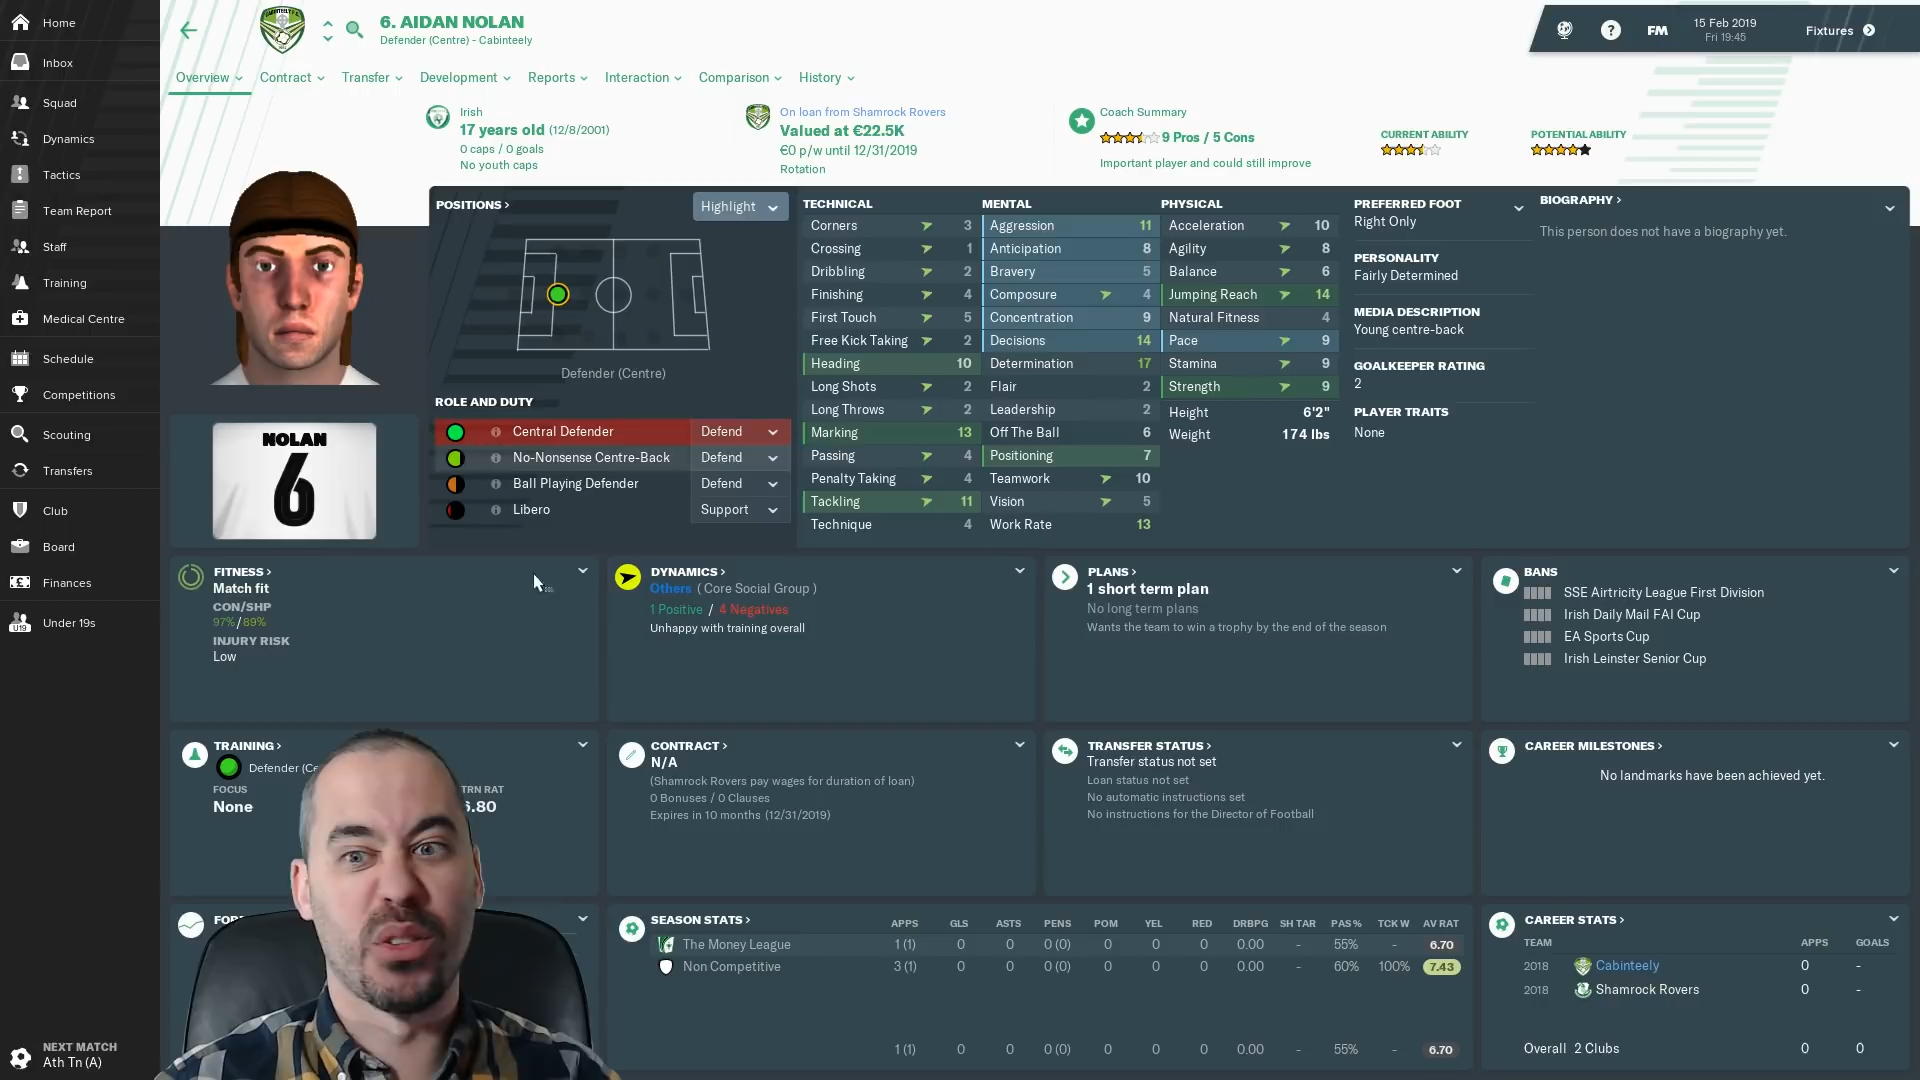 Home
Inbox
Squad
Dynamics
Tactics
Team Report
Staff
Training
Medical Centre
Schedule
Competitions
Scouting
Transfers
Club
Board
Finances
U19
Under 19s
NEXT MATCH
Ath Tn (A)
6. AIDAN NOLAN
Defender (Centre) - Cabinteely
? FM 15 Feb 2019
Fri 19:45
Fixtures
Overview Contract Transfer Development Reports Interaction Comparison History
Irish
17 years old (12/8/2001)
0 caps / 0 goals
No youth caps
On loan from Shamrock Rovers
Valued at €22.5K
€0 p/w until 12/31/2019
Rotation
Coach Summary
9 Pros / 5 Cons
Important player and could still improve
CURRENT ABILITY
POTENTIAL ABILITY
NOLAN
6
POSITIONS >
Highlight
Defender (Centre)
ROLE AND DUTY
Central Defender Defend
No-Nonsense Centre-Back Defend
Ball Playing Defender Defend
Libero Support
TECHNICAL
Corners 3
Crossing 1
Dribbling 2
Finishing 4
First Touch 5
Free Kick Taking 2
Heading 10
Long Shots 2
Long Throws 2
Marking 13
Passing 4
Penalty Taking 4
Tackling 11
Technique 4
MENTAL
Aggression 11
Anticipation 8
Bravery 5
Composure 4
Concentration 9
Decisions 14
Determination 17
Flair 2
Leadership 2
Off The Ball 6
Positioning 7
Teamwork 10
Vision 5
Work Rate 13
PHYSICAL
Acceleration 10
Agility 8
Balance 6
Jumping Reach 14
Natural Fitness 4
Pace 9
Stamina 9
Strength 9
Height 6'2"
Weight 174 lbs
PREFERRED FOOT
Right Only
PERSONALITY
Fairly Determined
MEDIA DESCRIPTION
Young centre-back
GOALKEEPER RATING
2
PLAYER TRAITS
None
BIOGRAPHY >
This person does not have a biography yet.
FITNESS >
Match fit
CON/SHP
97%/89%
INJURY RISK
Low
DYNAMICS >
Others ( Core Social Group )
1 Positive / 4 Negatives
Unhappy with training overall
PLANS >
1 short term plan
No long term plans
Wants the team to win a trophy by the end of the season
BANS
SSE Airtricity League First Division
Irish Daily Mail FAI Cup
EA Sports Cup
Irish Leinster Senior Cup
TRAINING >
Defender (Ce
FOCUS TRN RAT
None 6.80
CONTRACT >
N/A
(Shamrock Rovers pay wages for duration of loan)
0 Bonuses / 0 Clauses
Expires in 10 months (12/31/2019)
TRANSFER STATUS >
Transfer status not set
Loan status not set
No automatic instructions set
No instructions for the Director of Football
CAREER MILESTONES >
No landmarks have been achieved yet.
FOR
SEASON STATS > APPS GLS ASTS PENS POM YEL RED DRBPG SH TAR PAS% TCK W AV RAT
The Money League 1 (1) 0 0 0 (0) 0 0 0 0.00 - 55% - 6.70
Non Competitive 3 (1) 0 0 0 (0) 0 0 0 0.00 - 60% 100% 7.43
1 (1) 0 0 0 (0) 0 0 0 0.00 - 55% - 6.70
CAREER STATS >
TEAM APPS GOALS
2018 Cabinteely 0 -
2018 Shamrock Rovers 0 -
Overall 2 Clubs 0 0